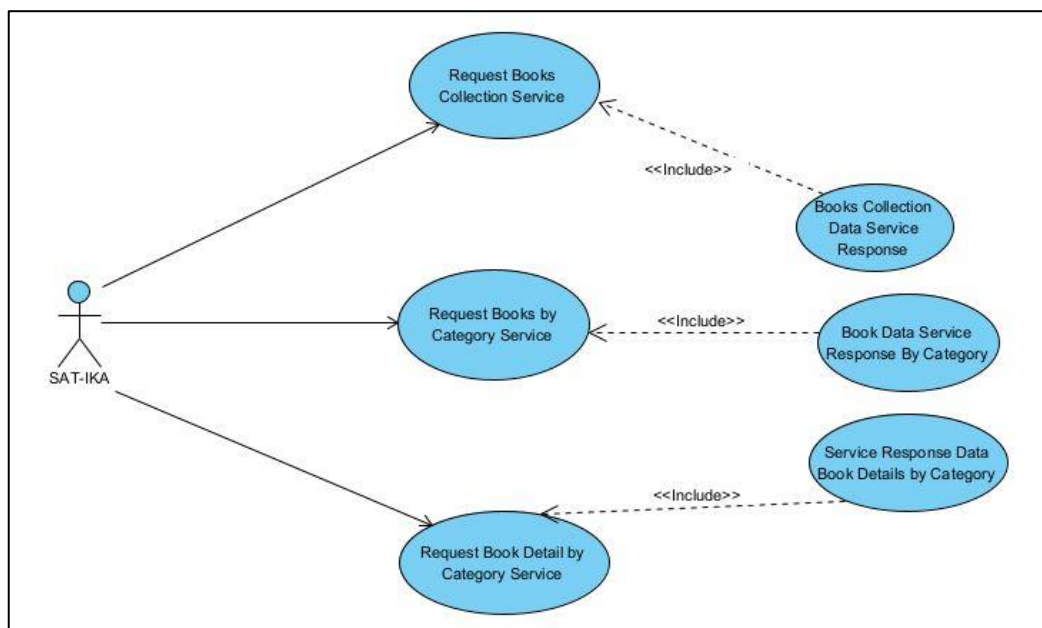 Request Books
Collection Service
<<Include>>
Books Collection
Data Service
Response
Request Books by
Category Service
<<Include>>
Book Data Service
Response By Category
SAT-IKA
Service Response Data
Book Details by Category
<<Include>>
Request Book Detail by
Category Service